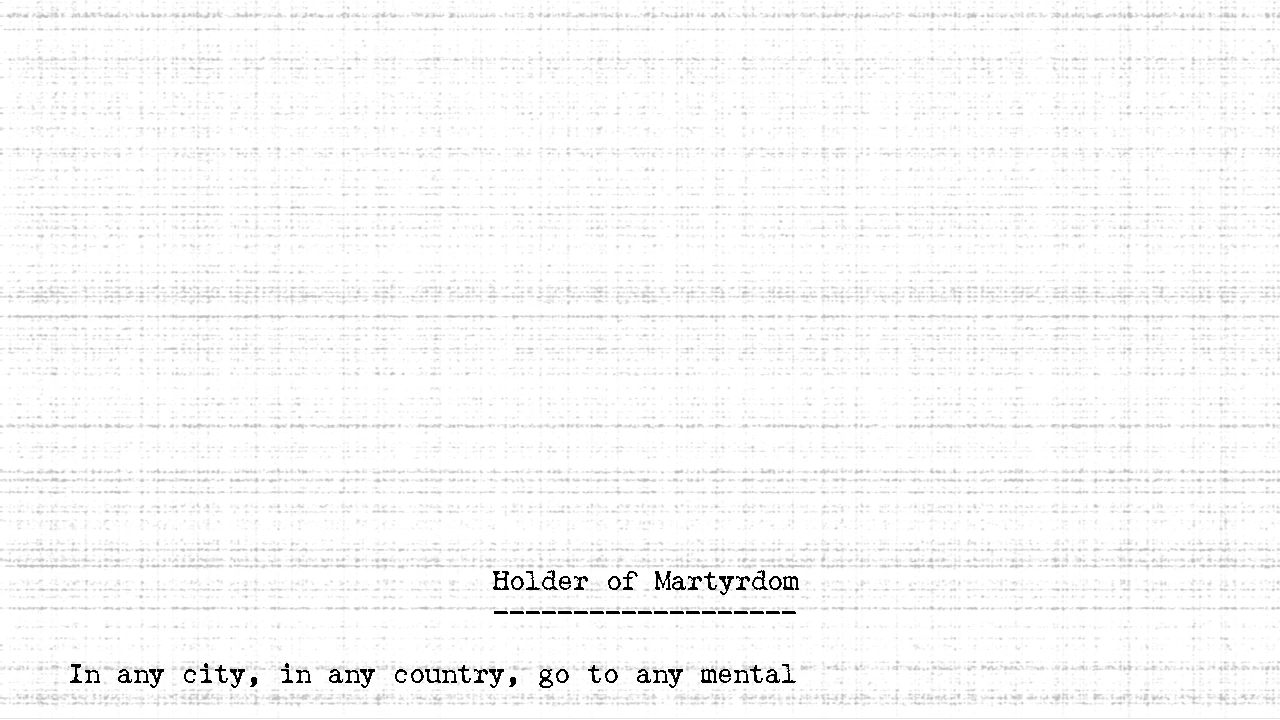 Holder of Martyrdom
-------------------
In any city, in any country, go to any mental